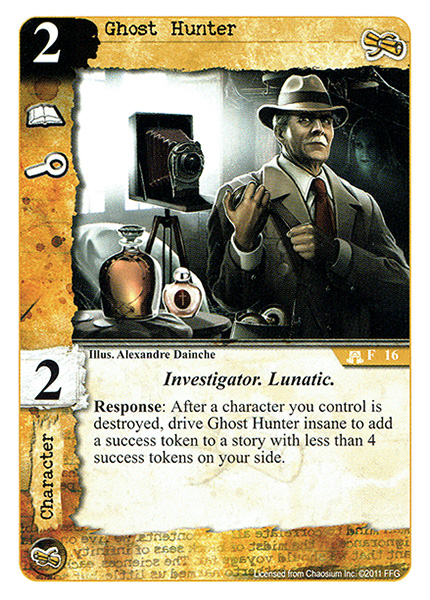 2
Ghost Hunter
Illus. Alexandre Dainche
F 16
2
Investigator. Lunatic.
Response: After a character you control is
destroyed, drive Ghost Hunter insane to add
a success token to a story with less than 4
success tokens on your side.
Character
Licensed from Chaosium Inc. ©2011 FFG